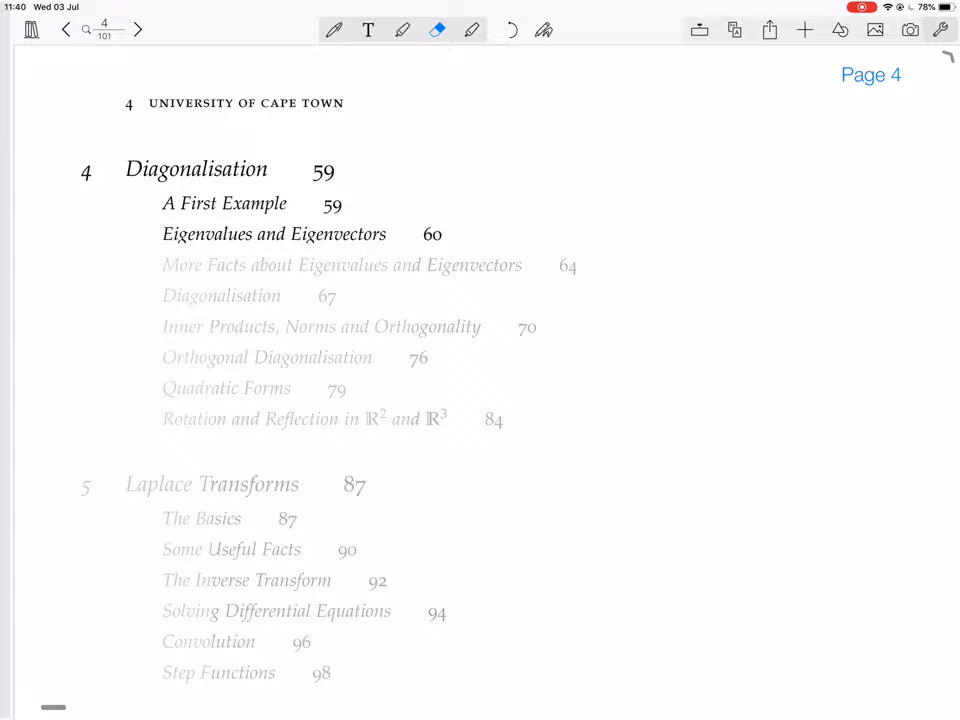 11:40 Wed 03 Jul 78%
4
101
T
Page 4
4 UNIVERSITY OF CAPE TOWN
4 Diagonalisation 59
A First Example 59
Eigenvalues and Eigenvectors 60
More Facts about Eigenvalues and Eigenvectors 64
Diagonalisation 67
Inner Products, Norms and Orthogonality 70
Orthogonal Diagonalisation 76
Quadratic Forms 79
Rotation and Reflection in ℝ² and ℝ³ 84
5 Laplace Transforms 87
The Basics 87
Some Useful Facts 90
The Inverse Transform 92
Solving Differential Equations 94
Convolution 96
Step Functions 98